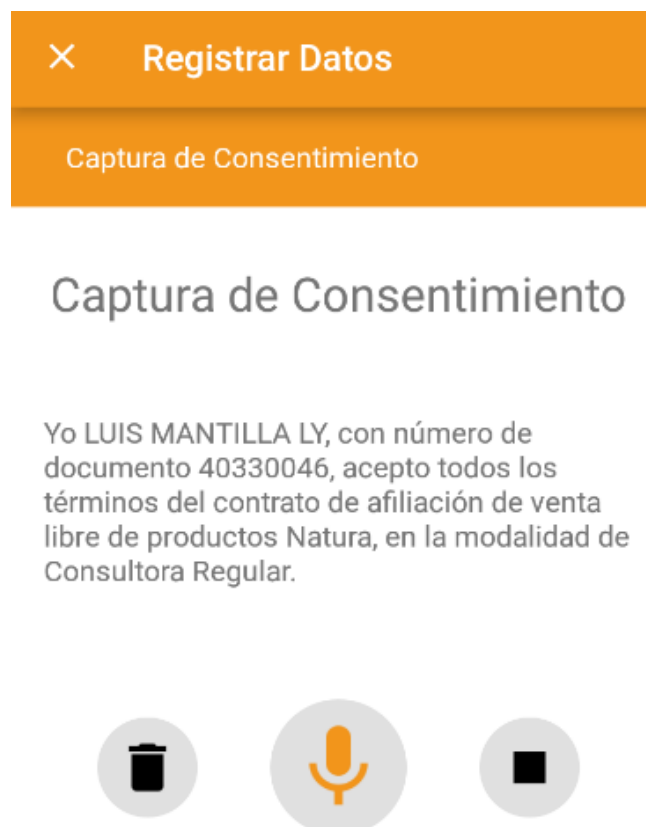 Registrar Datos
Captura de Consentimiento
Captura de Consentimiento
Yo LUIS MANTILLA LY, con número de
documento 40330046, acepto todos los
términos del contrato de afiliación de venta
libre de productos Natura, en la modalidad de
Consultora Regular.